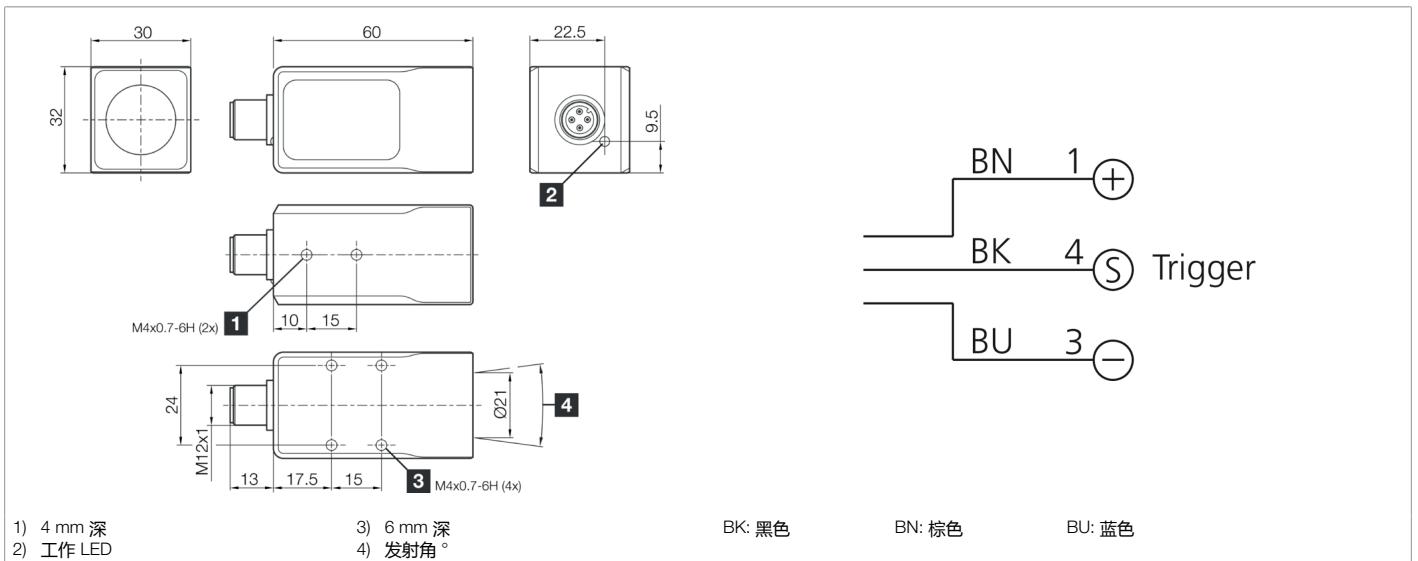 30
60
22.5
32
9.5
2
BN 1 +
BK 4 S Trigger
BU 3 −
M4x0.7-6H (2x) 1
10 15
24
M12x1
Ø21
4
13 17.5 15
3 M4x0.7-6H (4x)
1) 4 mm 深
2) 工作 LED
3) 6 mm 深
4) 发射角 °
BK: 黑色 BN: 棕色 BU: 蓝色